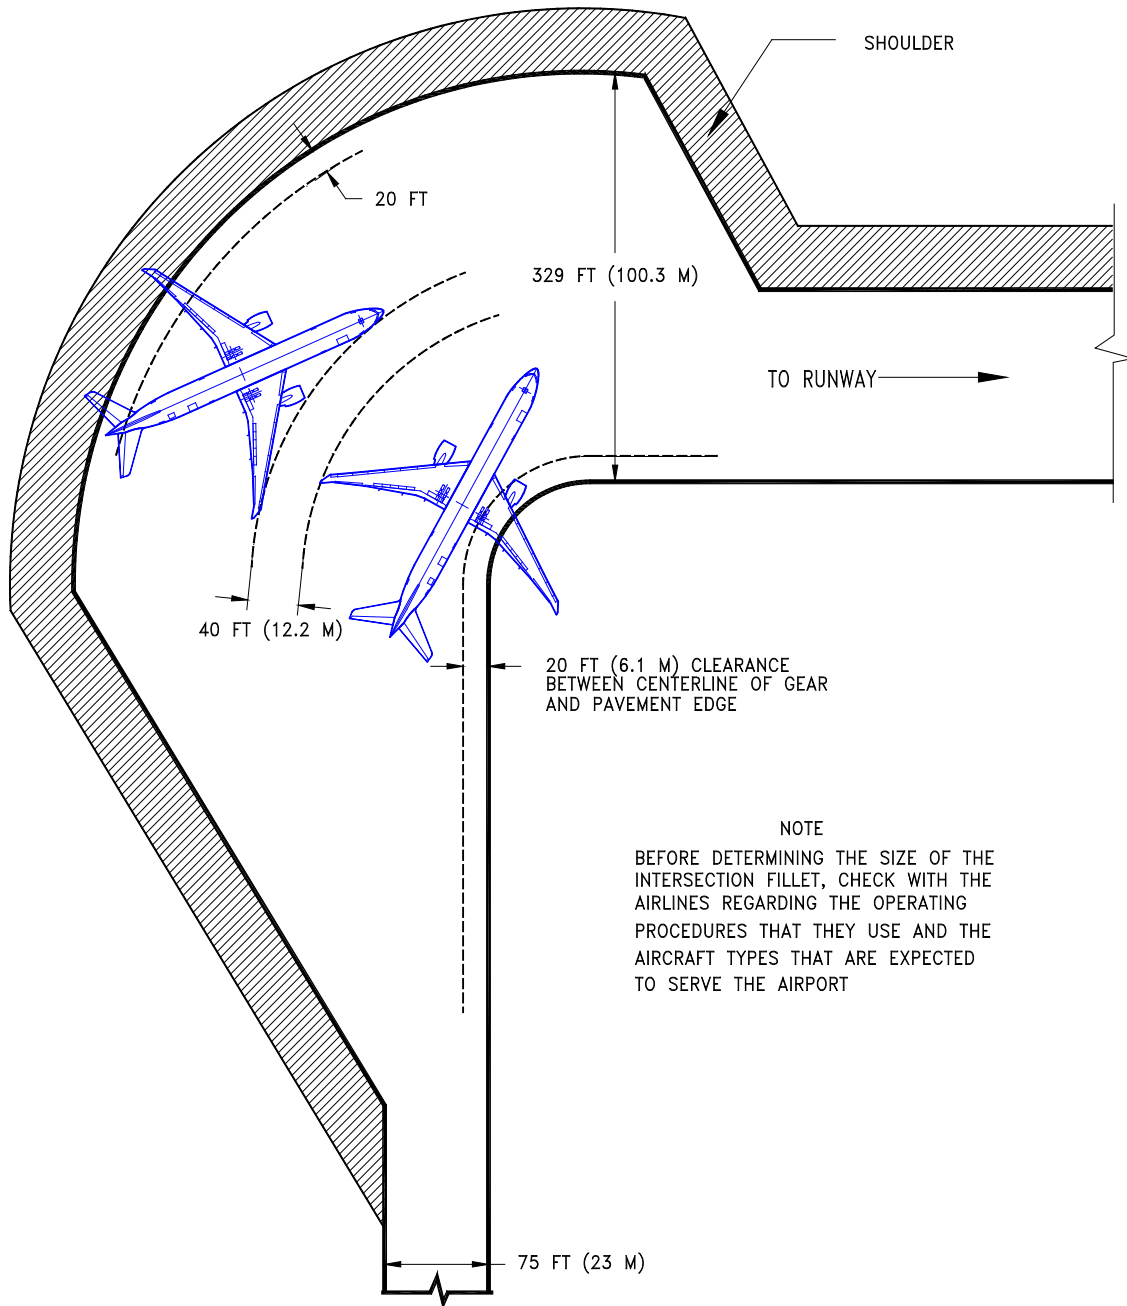 SHOULDER
20 FT
329 FT (100.3 M)
TO RUNWAY
40 FT (12.2 M)
20 FT (6.1 M) CLEARANCE
BETWEEN CENTERLINE OF GEAR
AND PAVEMENT EDGE
NOTE
BEFORE DETERMINING THE SIZE OF THE
INTERSECTION FILLET, CHECK WITH THE
AIRLINES REGARDING THE OPERATING
PROCEDURES THAT THEY USE AND THE
AIRCRAFT TYPES THAT ARE EXPECTED
TO SERVE THE AIRPORT
75 FT (23 M)